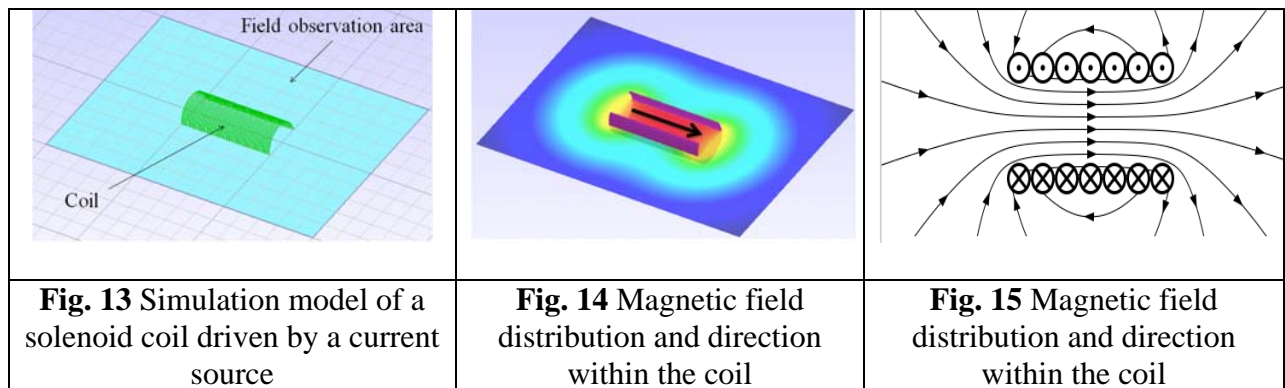 Field observation area
Coil
Fig. 13 Simulation model of a
solenoid coil driven by a current
source
Fig. 14 Magnetic field
distribution and direction
within the coil
Fig. 15 Magnetic field
distribution and direction
within the coil